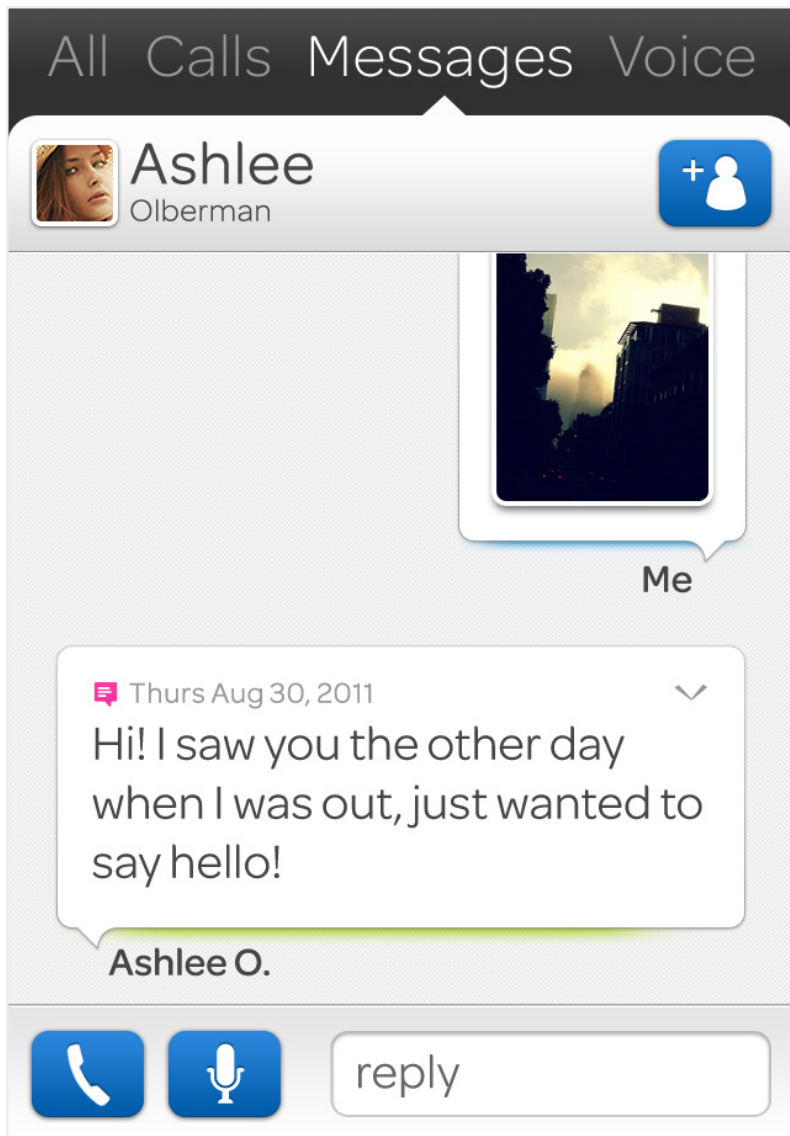 All Calls Messages Voice
Ashlee
Olberman
Me
Thurs Aug 30, 2011
Hi! I saw you the other day
when I was out, just wanted to
say hello!
Ashlee O.
reply